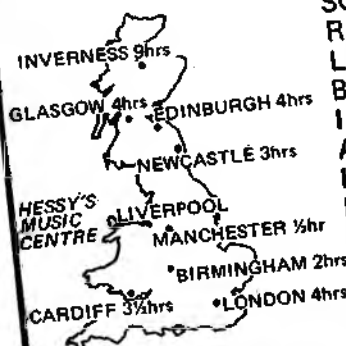 INVERNESS 9hrs
GLASGOW 4hrs
EDINBURGH 4hrs
NEWCASTLE 3hrs
HESSY'S
MUSIC
CENTRE
LIVERPOOL
MANCHESTER ½hr
BIRMINGHAM 2hrs
CARDIFF 3½hrs
LONDON 4hrs